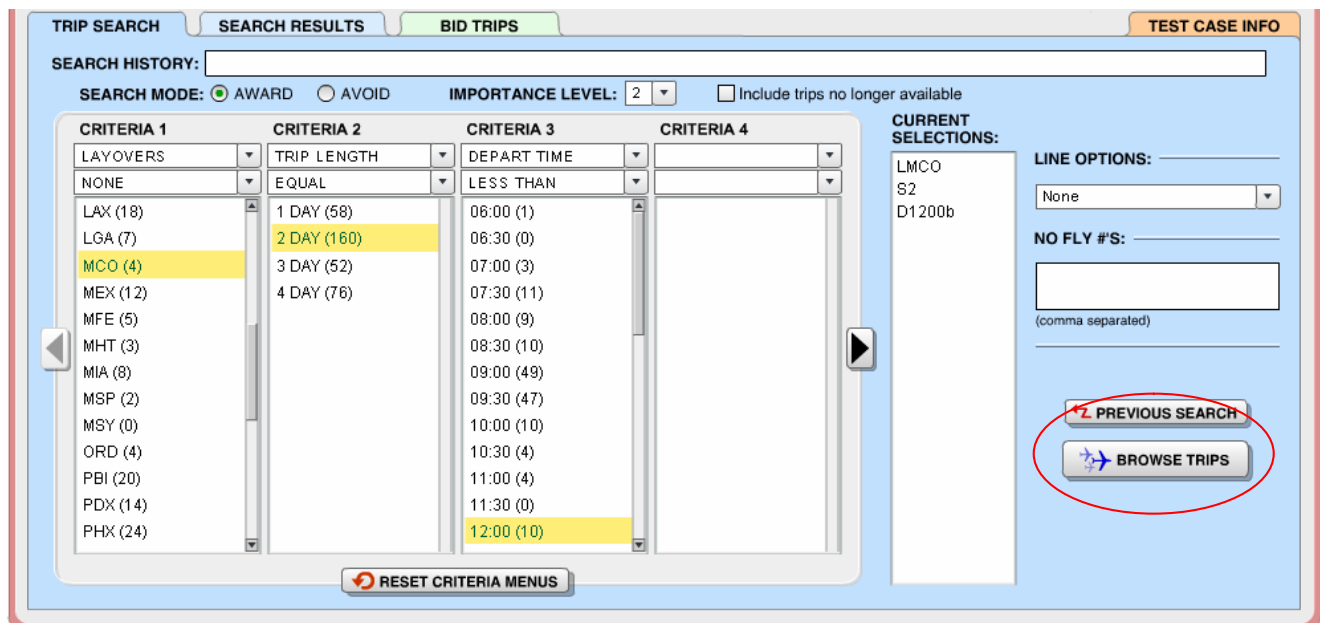 TRIP SEARCH SEARCH RESULTS BID TRIPS TEST CASE INFO
SEARCH HISTORY:
SEARCH MODE: AWARD AVOID IMPORTANCE LEVEL: 2 Include trips no longer available
CRITERIA 1 CRITERIA 2 CRITERIA 3 CRITERIA 4
LAYOVERS TRIP LENGTH DEPART TIME
NONE EQUAL LESS THAN
LAX (18) 1 DAY (58) 06:00 (1)
LGA (7) 2 DAY (160) 06:30 (0)
MCO (4) 3 DAY (52) 07:00 (3)
MEX (12) 4 DAY (76) 07:30 (11)
MFE (5) 08:00 (9)
MHT (3) 08:30 (10)
MIA (8) 09:00 (49)
MSP (2) 09:30 (47)
MSY (0) 10:00 (10)
ORD (4) 10:30 (4)
PBI (20) 11:00 (4)
PDX (14) 11:30 (0)
PHX (24) 12:00 (10)
RESET CRITERIA MENUS
CURRENT
SELECTIONS:
LMCO
S2
D1200b
LINE OPTIONS:
None
NO FLY #'S:
(comma separated)
PREVIOUS SEARCH
BROWSE TRIPS